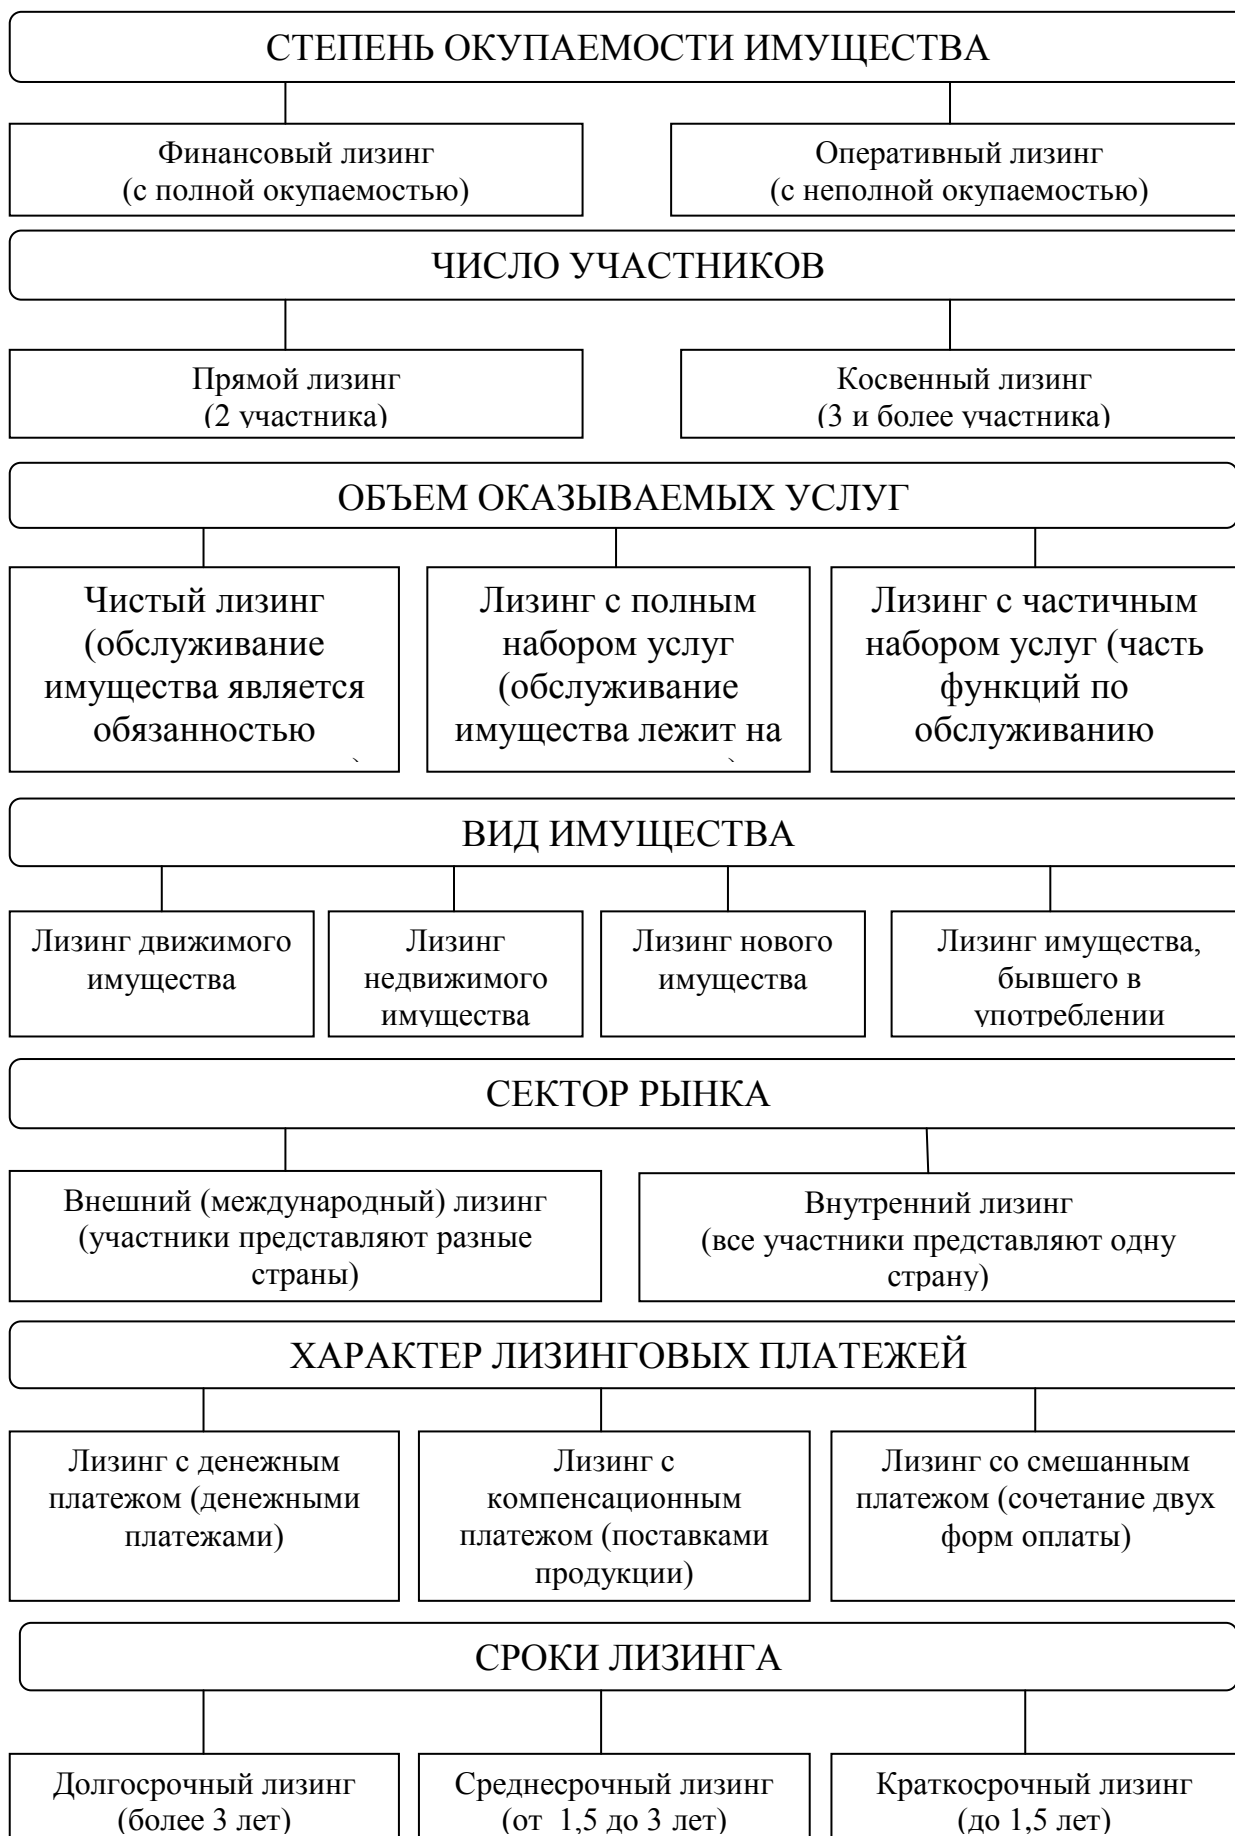 СТЕПЕНЬ ОКУПАЕМОСТИ ИМУЩЕСТВА
Финансовый лизинг
(с полной окупаемостью)
Оперативный лизинг
(с неполной окупаемостью)
ЧИСЛО УЧАСТНИКОВ
Прямой лизинг
(2 участника)
Косвенный лизинг
(3 и более участника)
ОБЪЕМ ОКАЗЫВАЕМЫХ УСЛУГ
Чистый лизинг
(обслуживание
имущества является
обязанностью
Лизинг с полным
набором услуг
(обслуживание
имущества лежит на
Лизинг с частичным
набором услуг (часть
функций по
обслуживанию
ВИД ИМУЩЕСТВА
Лизинг движимого
имущества
Лизинг
недвижимого
имущества
Лизинг нового
имущества
Лизинг имущества,
бывшего в
употреблении
СЕКТОР РЫНКА
Внешний (международный) лизинг
(участники представляют разные
страны)
Внутренний лизинг
(все участники представляют одну
страну)
ХАРАКТЕР ЛИЗИНГОВЫХ ПЛАТЕЖЕЙ
Лизинг с денежным
платежом (денежными
платежами)
Лизинг с
компенсационным
платежом (поставками
продукции)
Лизинг со смешанным
платежом (сочетание двух
форм оплаты)
СРОКИ ЛИЗИНГА
Долгосрочный лизинг
(более 3 лет)
Среднесрочный лизинг
(от 1,5 до 3 лет)
Краткосрочный лизинг
(до 1,5 лет)